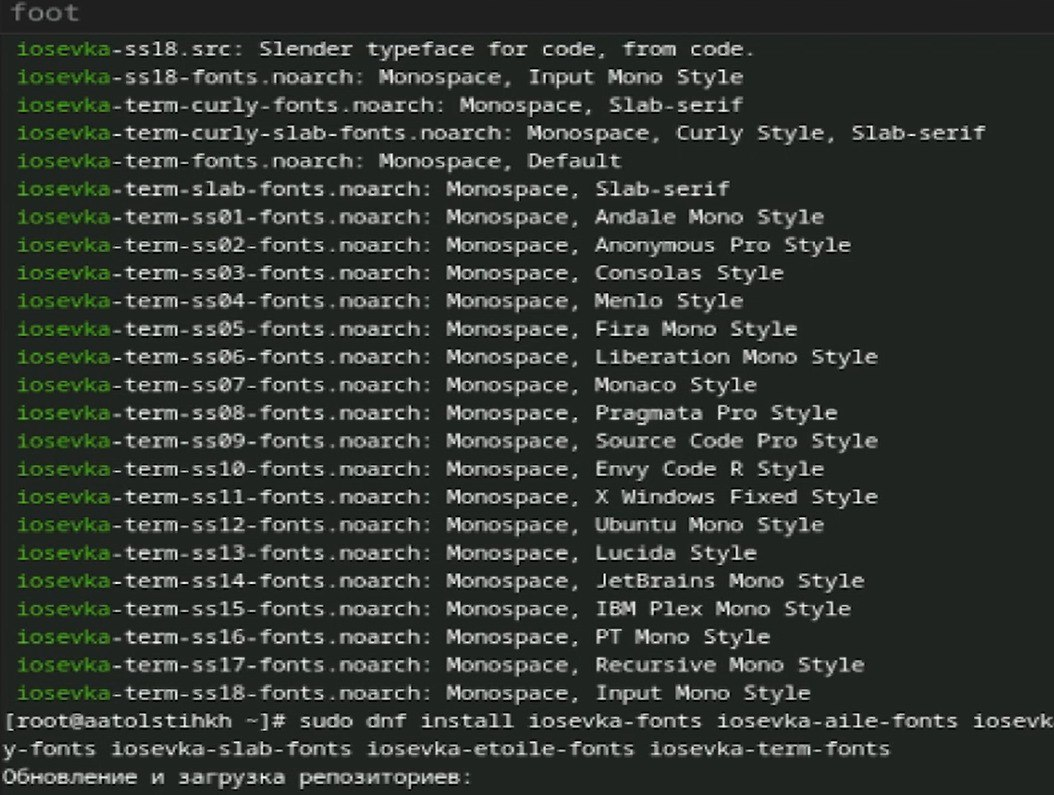 foot
iosevka-ss18.src: Slender typeface for code, from code.
iosevka-ss18-fonts.noarch: Monospace, Input Mono Style
iosevka-term-curly-fonts.noarch: Monospace, Slab-serif
iosevka-term-curly-slab-fonts.noarch: Monospace, Curly Style, Slab-serif
iosevka-term-fonts.noarch: Monospace, Default
iosevka-term-slab-fonts.noarch: Monospace, Slab-serif
iosevka-term-ss01-fonts.noarch: Monospace, Andale Mono Style
iosevka-term-ss02-fonts.noarch: Monospace, Anonymous Pro Style
iosevka-term-ss03-fonts.noarch: Monospace, Consolas Style
iosevka-term-ss04-fonts.noarch: Monospace, Menlo Style
iosevka-term-ss05-fonts.noarch: Monospace, Fira Mono Style
iosevka-term-ss06-fonts.noarch: Monospace, Liberation Mono Style
iosevka-term-ss07-fonts.noarch: Monospace, Monaco Style
iosevka-term-ss08-fonts.noarch: Monospace, Pragmata Pro Style
iosevka-term-ss09-fonts.noarch: Monospace, Source Code Pro Style
iosevka-term-ss10-fonts.noarch: Monospace, Envy Code R Style
iosevka-term-ss11-fonts.noarch: Monospace, X Windows Fixed Style
iosevka-term-ss12-fonts.noarch: Monospace, Ubuntu Mono Style
iosevka-term-ss13-fonts.noarch: Monospace, Lucida Style
iosevka-term-ss14-fonts.noarch: Monospace, JetBrains Mono Style
iosevka-term-ss15-fonts.noarch: Monospace, IBM Plex Mono Style
iosevka-term-ss16-fonts.noarch: Monospace, PT Mono Style
iosevka-term-ss17-fonts.noarch: Monospace, Recursive Mono Style
iosevka-term-ss18-fonts.noarch: Monospace, Input Mono Style
[root@aatolstihkh ~]# sudo dnf install iosevka-fonts iosevka-aile-fonts iosevk
y-fonts iosevka-slab-fonts iosevka-etoile-fonts iosevka-term-fonts
Обновление и загрузка репозиториев: